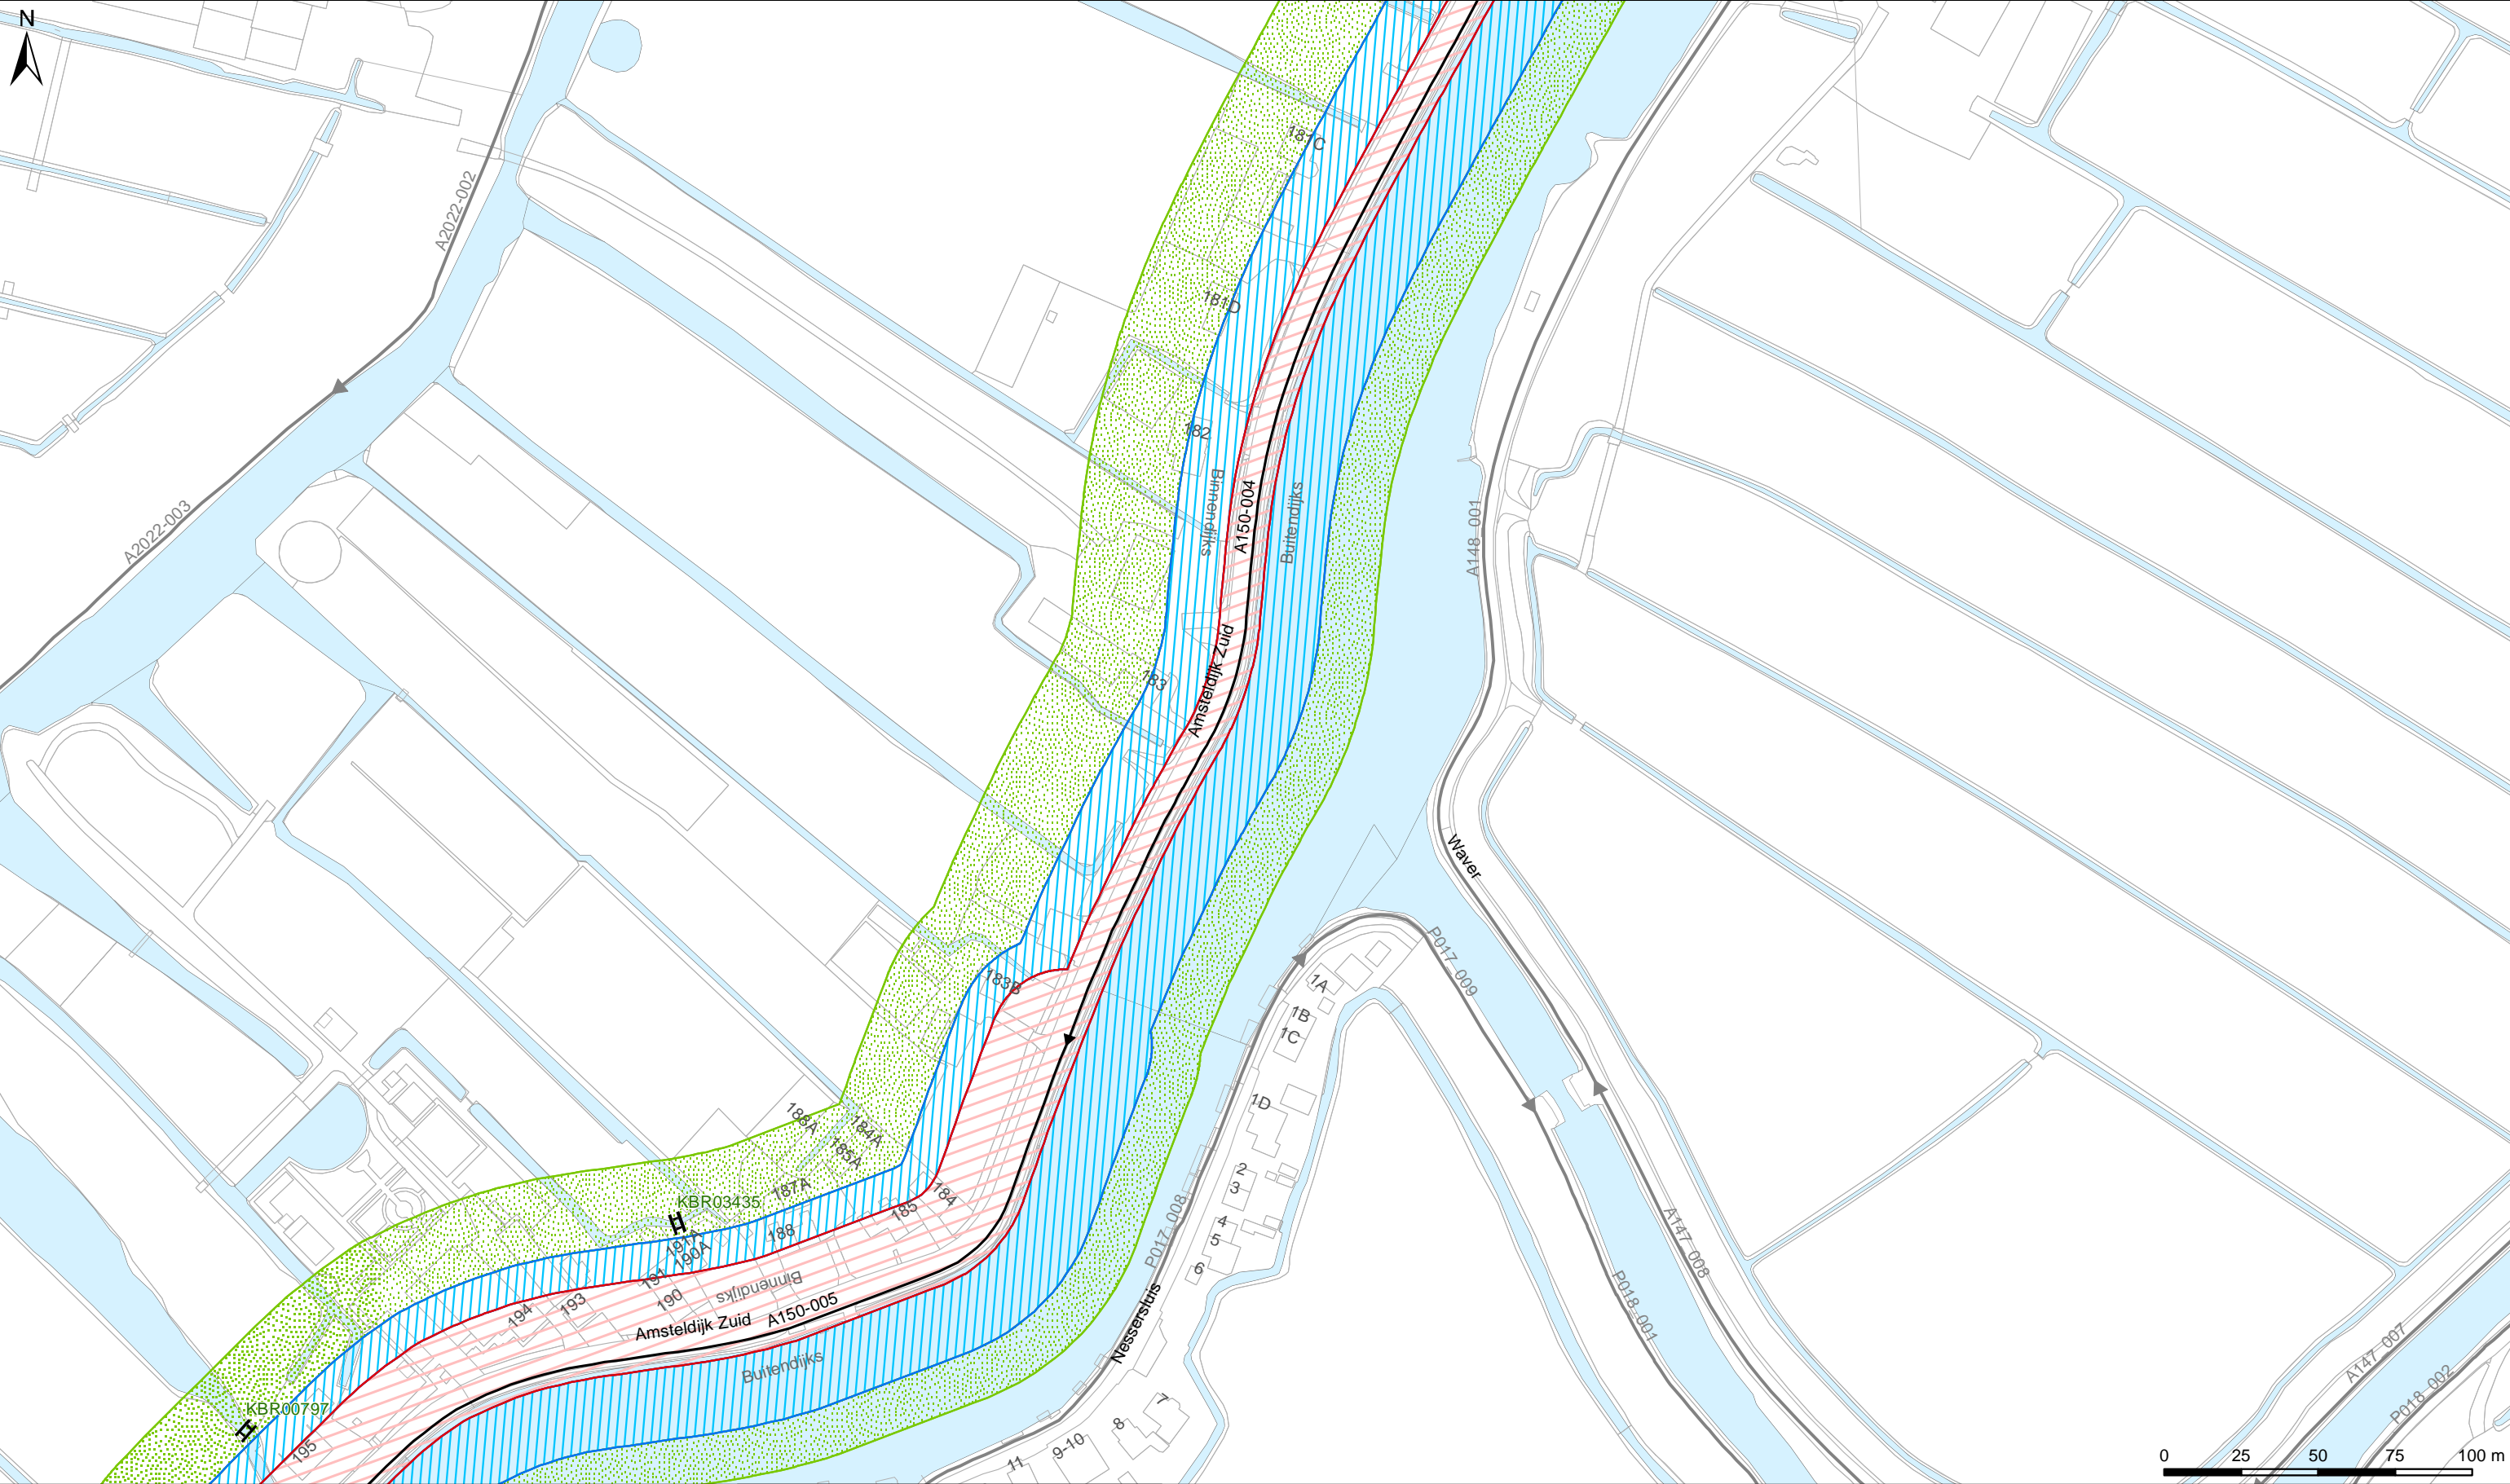 N
181C
A2022-002
181D
182
Binnendijks
A150-004
Buitendijks
A148_001
A2022-003
Amsteldijk Zuid
183
Waver
P017_009
183B
1A
1B
1C
1D
188A
184A
185A
2
3
187A
184
KBR03435
185
P017_008
4
5
6
188
191A
190A
A147_008
191
190
Binnendijks
193
194
Amsteldijk Zuid
A150-005
Nessersluis
P018_001
Buitendijks
A147_007
P018_002
KBR00797
195
7
8
9-10
11
0 25 50 75 100 m